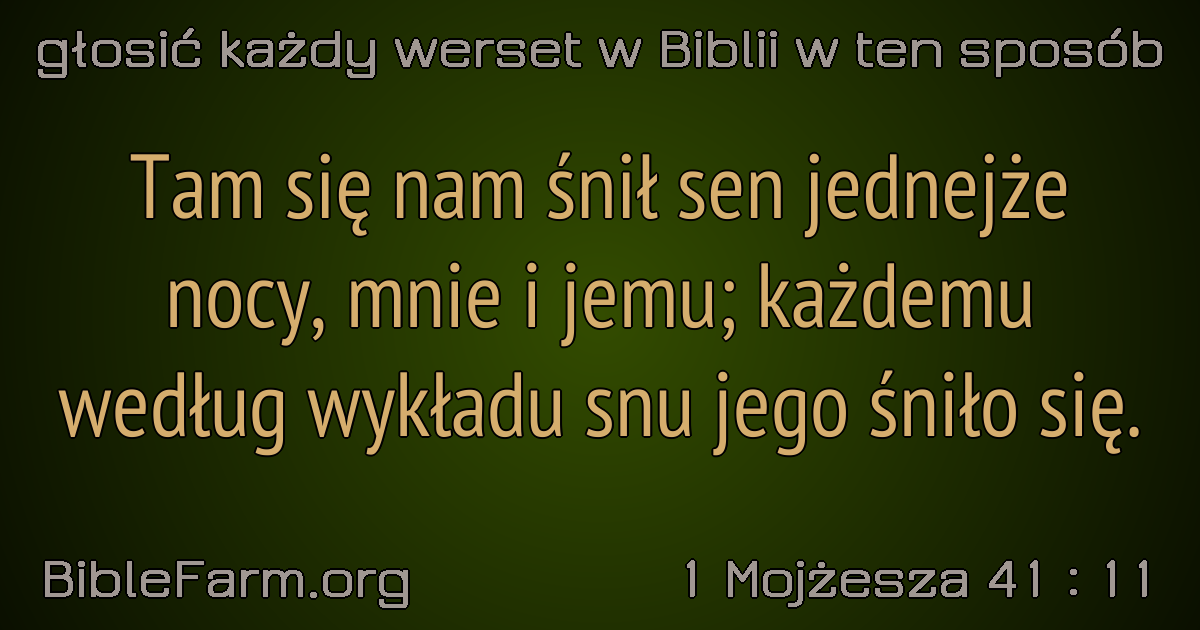 głosić każdy werset w Biblii w ten sposób
Tam się nam śnił sen jednejże
nocy, mnie i jemu; każdemu
według wykładu snu jego śniło się.
BibleFarm.org
1 Mojżesza 41 : 11